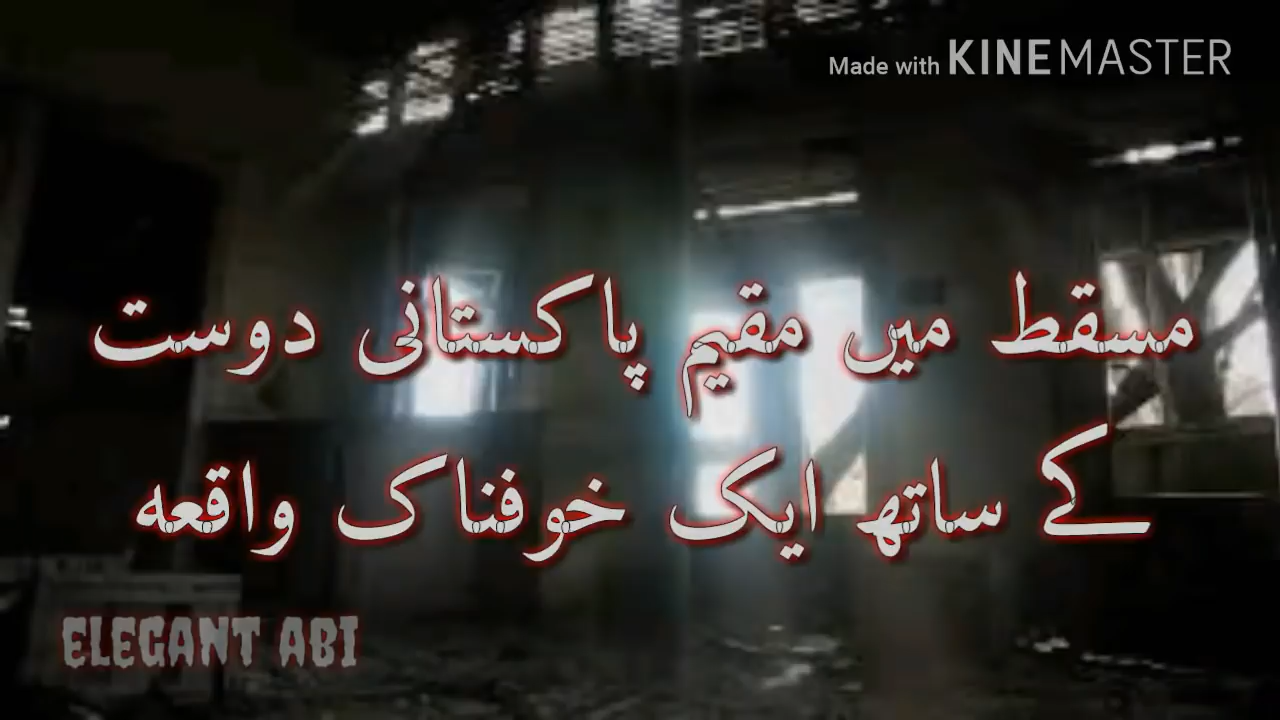 Made with KINEMASTER
مسقط میں مقیم پاکستانی دوست
کے ساتھ ایک خوفناک واقعہ
ELEGANT ABI